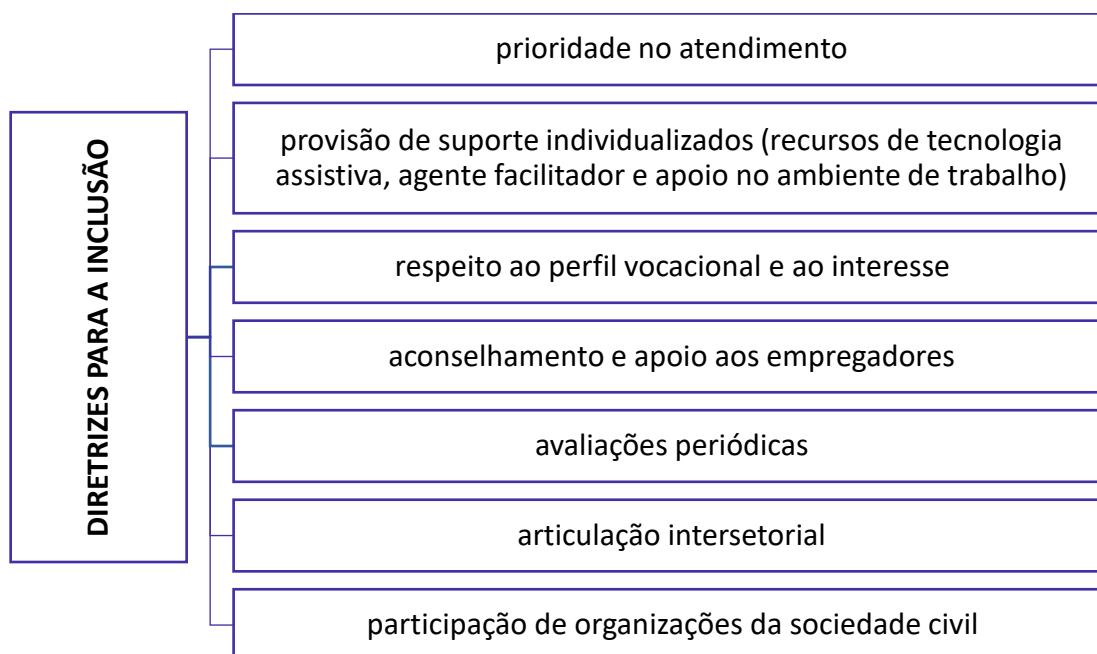 DIRETRIZES PARA A INCLUSÃO
prioridade no atendimento
provisão de suporte individualizados (recursos de tecnologia
assistiva, agente facilitador e apoio no ambiente de trabalho)
respeito ao perfil vocacional e ao interesse
aconselhamento e apoio aos empregadores
avaliações periódicas
articulação intersetorial
participação de organizações da sociedade civil